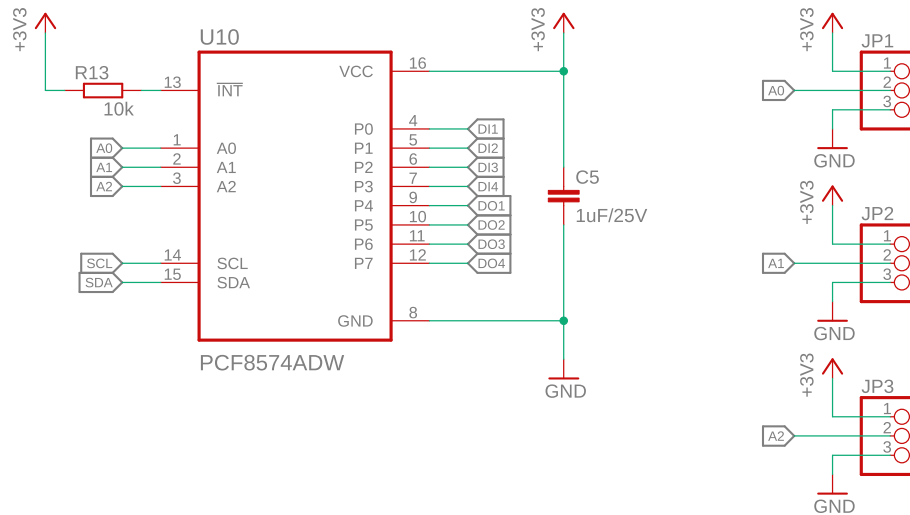 +3V3
R13
10k
U10
13
INT
A0
1
A0
A1
2
A1
A2
3
A2
SCL
14
SCL
SDA
15
SDA
VCC
16
P0
4
DI1
P1
5
DI2
P2
6
DI3
P3
7
DI4
P4
9
DO1
P5
10
DO2
P6
11
DO3
P7
12
DO4
GND
8
PCF8574ADW
+3V3
C5
1uF/25V
GND
+3V3
JP1
1
A0
2
3
GND
+3V3
JP2
1
A1
2
3
GND
+3V3
JP3
1
A2
2
3
GND